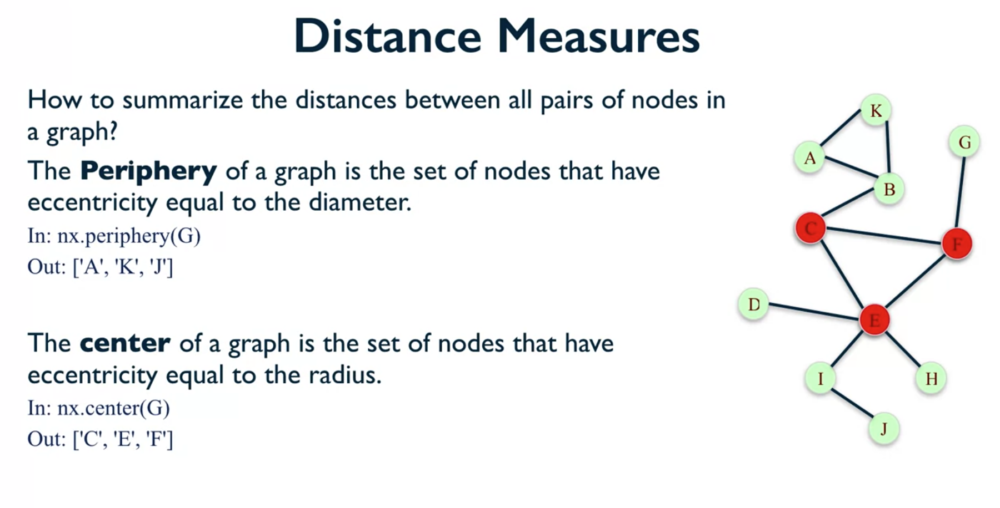 Distance Measures
How to summarize the distances between all pairs of nodes in
a graph?
The Periphery of a graph is the set of nodes that have
eccentricity equal to the diameter.
In: nx.periphery(G)
Out: ['A', 'K', 'J']
The center of a graph is the set of nodes that have
eccentricity equal to the radius.
In: nx.center(G)
Out: ['C', 'E', 'F']
K
G
A
B
C
F
D
E
I
H
J